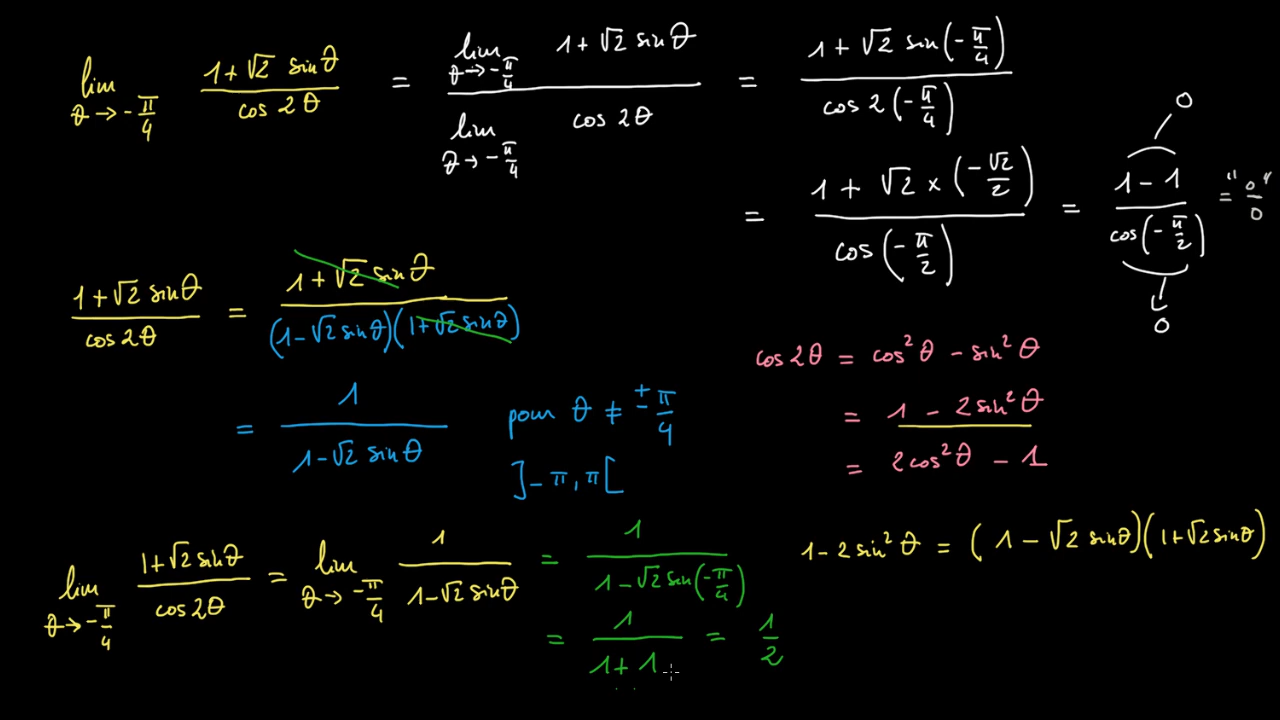 lim θ→-π/4 (1+√2 sinθ)/(cos 2θ) = (lim θ→-π/4 1+√2 sinθ)/(lim θ→-π/4 cos 2θ) = (1+√2 sin(-π/4))/(cos 2(-π/4))
= (1+√2×(-√2/2))/(cos(-π/2)) = (1-1)/(cos(-π/2)) = "0/0"
0
0
(1+√2 sinθ)/(cos 2θ) = (1+√2 sinθ)/((1-√2 sinθ)(1+√2 sinθ))
= 1/(1-√2 sinθ) pour θ ≠ ±π/4
]-π,π[
cos 2θ = cos²θ - sin²θ
= 1 - 2sin²θ
= 2cos²θ - 1
1-2sin²θ = (1-√2 sinθ)(1+√2 sinθ)
lim θ→-π/4 (1+√2 sinθ)/(cos 2θ) = lim θ→-π/4 1/(1-√2 sinθ) = 1/(1-√2 sin(-π/4))
= 1/(1+1) = 1/2